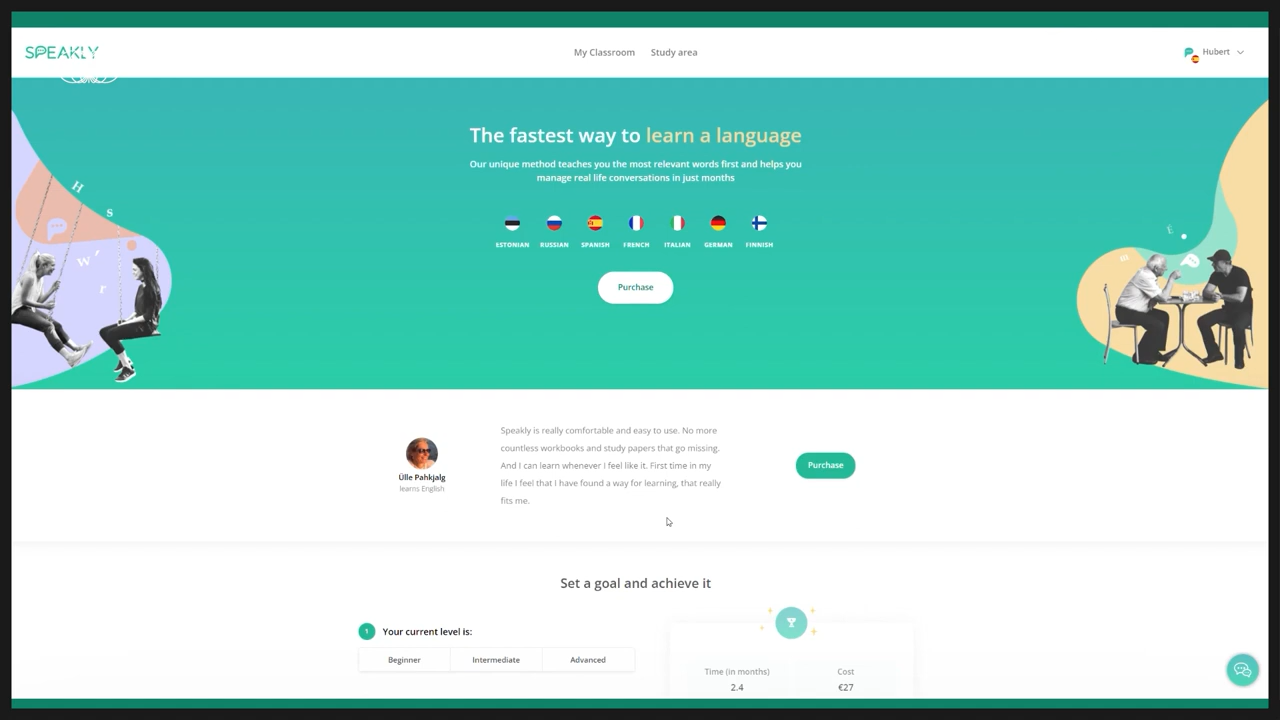 SPEAKLY
My Classroom
Study area
Hubert
The fastest way to learn a language
Our unique method teaches you the most relevant words first and helps you
manage real life conversations in just months
ESTONIAN
RUSSIAN
SPANISH
FRENCH
ITALIAN
GERMAN
FINNISH
Purchase
H
s
w
r
m
Speakly is really comfortable and easy to use. No more
countless workbooks and study papers that go missing.
And I can learn whenever I feel like it. First time in my
life I feel that I have found a way for learning, that really
fits me.
Ülle Pahkjalg
learns English
Purchase
Set a goal and achieve it
1 Your current level is:
Beginner
Intermediate
Advanced
Time (in months)
2.4
Cost
€27